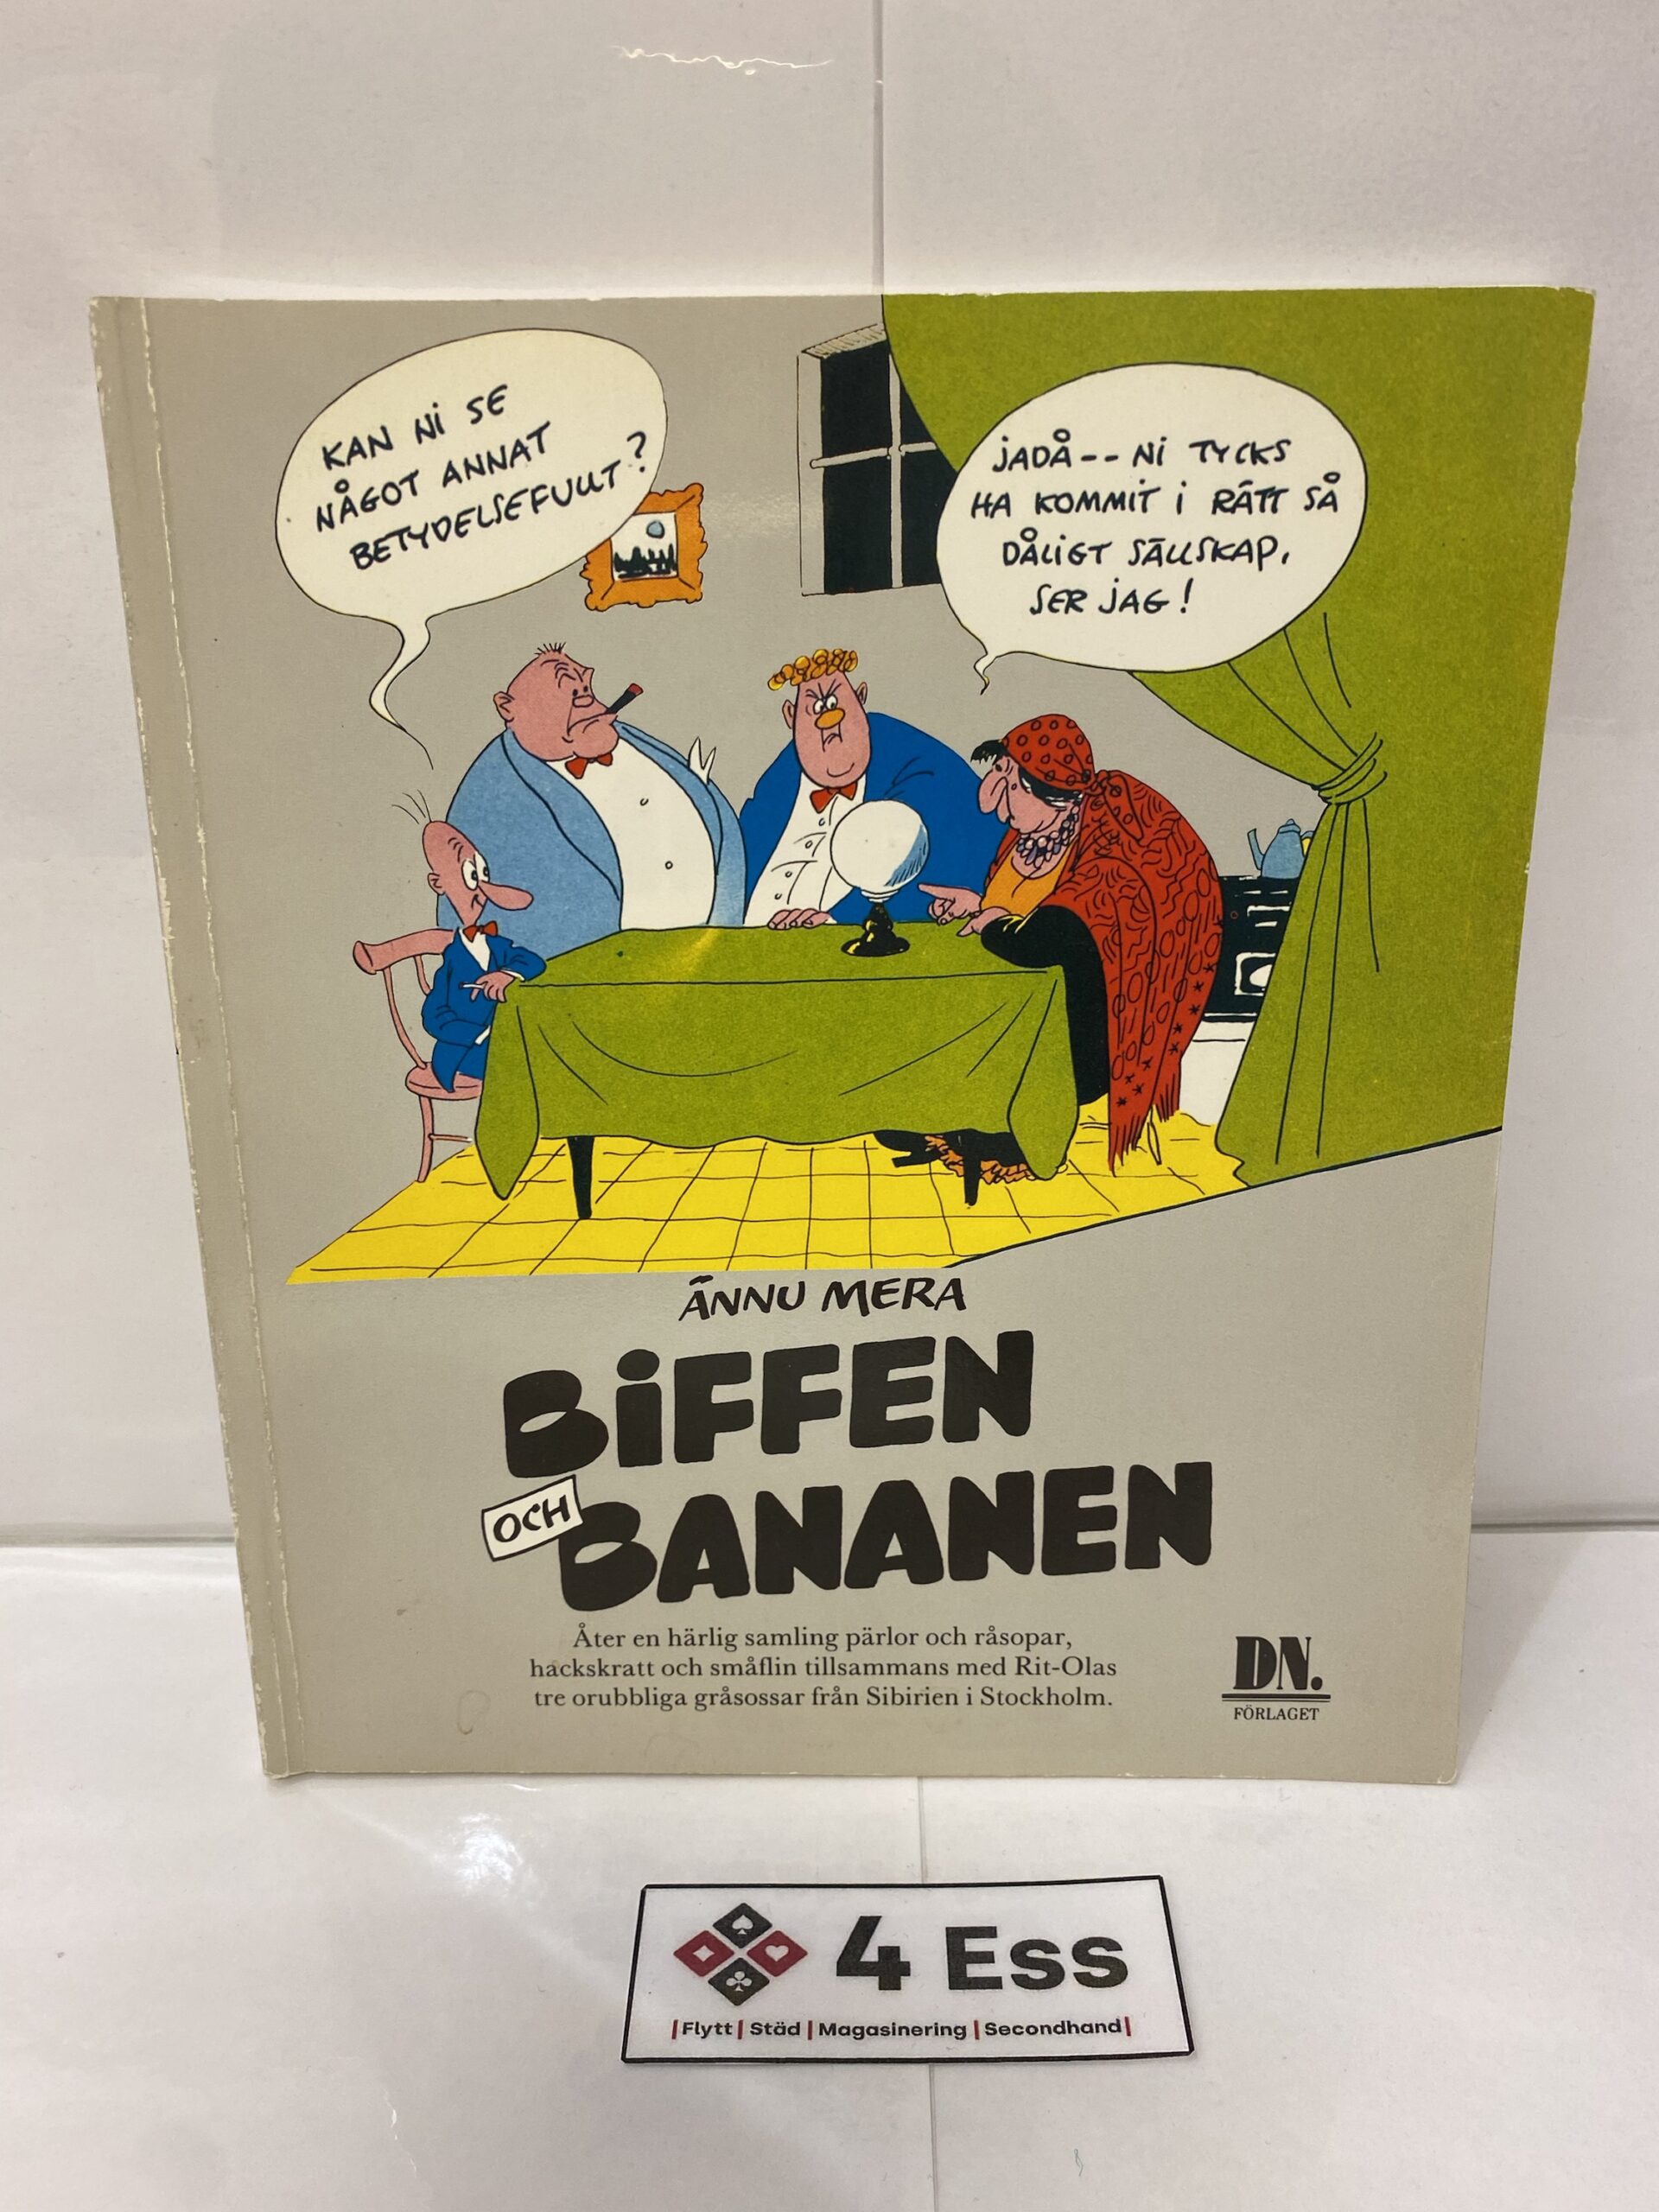 KAN Ni SE
NÅGOT ANNAT
BETYDELSEFULLT?
JADÅ-- Ni TYCKS
HA KOMMIT i RÄTT SÅ
DÅLiGT SÄLLSKAP,
SER JAG!
ÄNNU MERA
BiFFEN
OCH BANANEN
Åter en härlig samling pärlor och råsopar,
hackskratt och småflin tillsammans med Rit-Olas
tre orubbliga gråsossar från Sibirien i Stockholm.
DN.
FÖRLAGET
4 Ess
|Flytt| Städ |Magasinering |Secondhand|